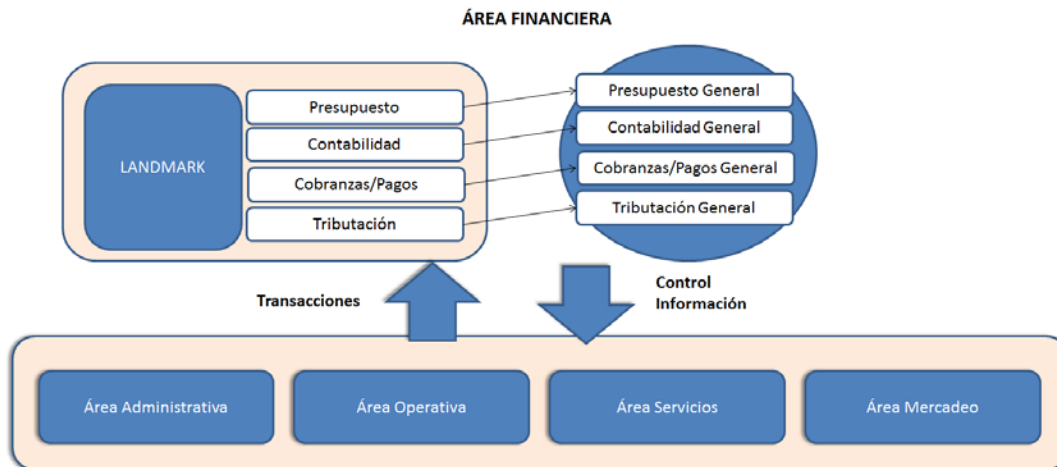 ÁREA FINANCIERA
LANDMARK
Presupuesto
Contabilidad
Cobranzas/Pagos
Tributación
Presupuesto General
Contabilidad General
Cobranzas/Pagos General
Tributación General
Transacciones
Control
Información
Área Administrativa
Área Operativa
Área Servicios
Área Mercadeo